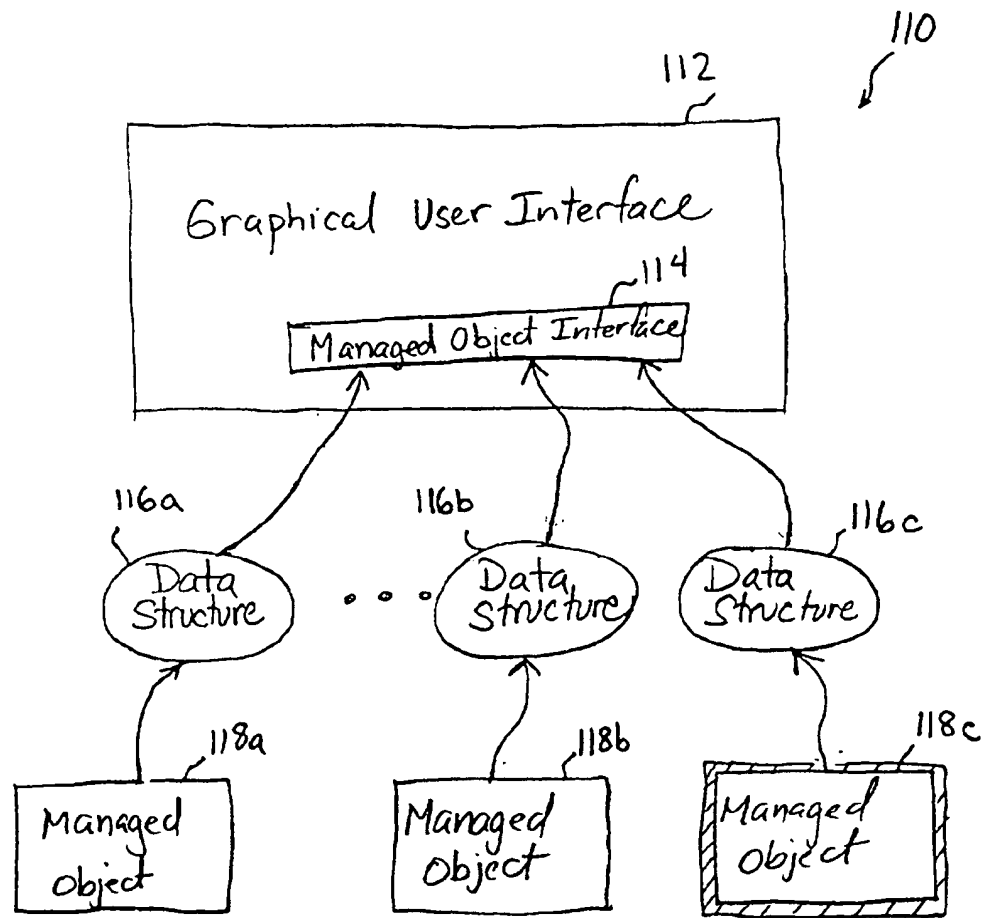 110
112
Graphical User Interface
114
Managed Object Interface
116a
116b
116c
Data
Structure
Data
Structure
Data
Structure
118a
118b
118c
Managed
Object
Managed
Object
Managed
Object